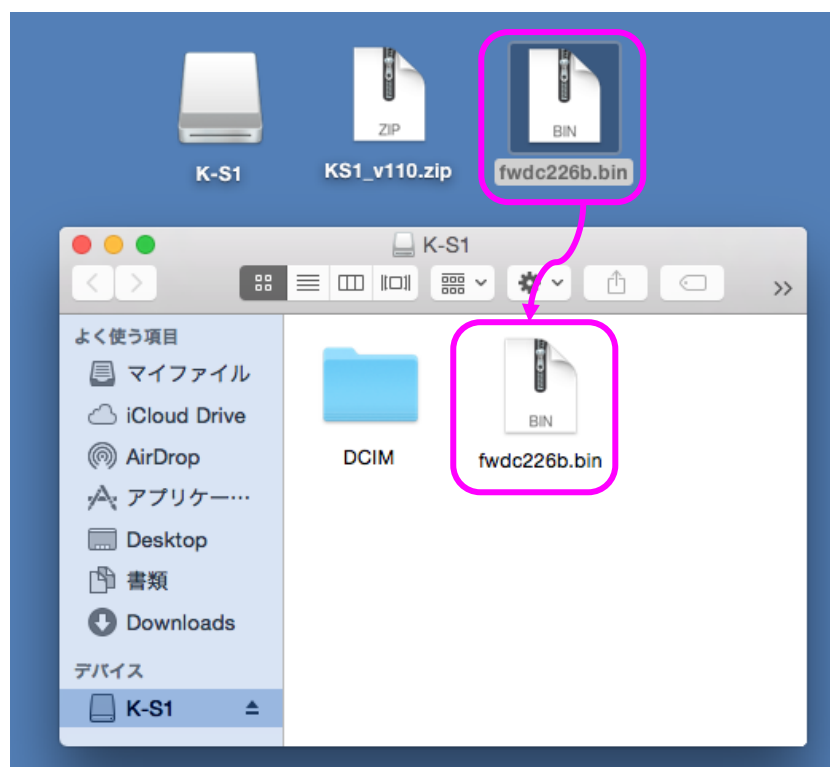 ZIP
BIN
K-S1
KS1_v110.zip
fwdc226b.bin
K-S1
よく使う項目
マイファイル
iCloud Drive
AirDrop
アプリケー…
Desktop
書類
Downloads
デバイス
K-S1
BIN
DCIM
fwdc226b.bin